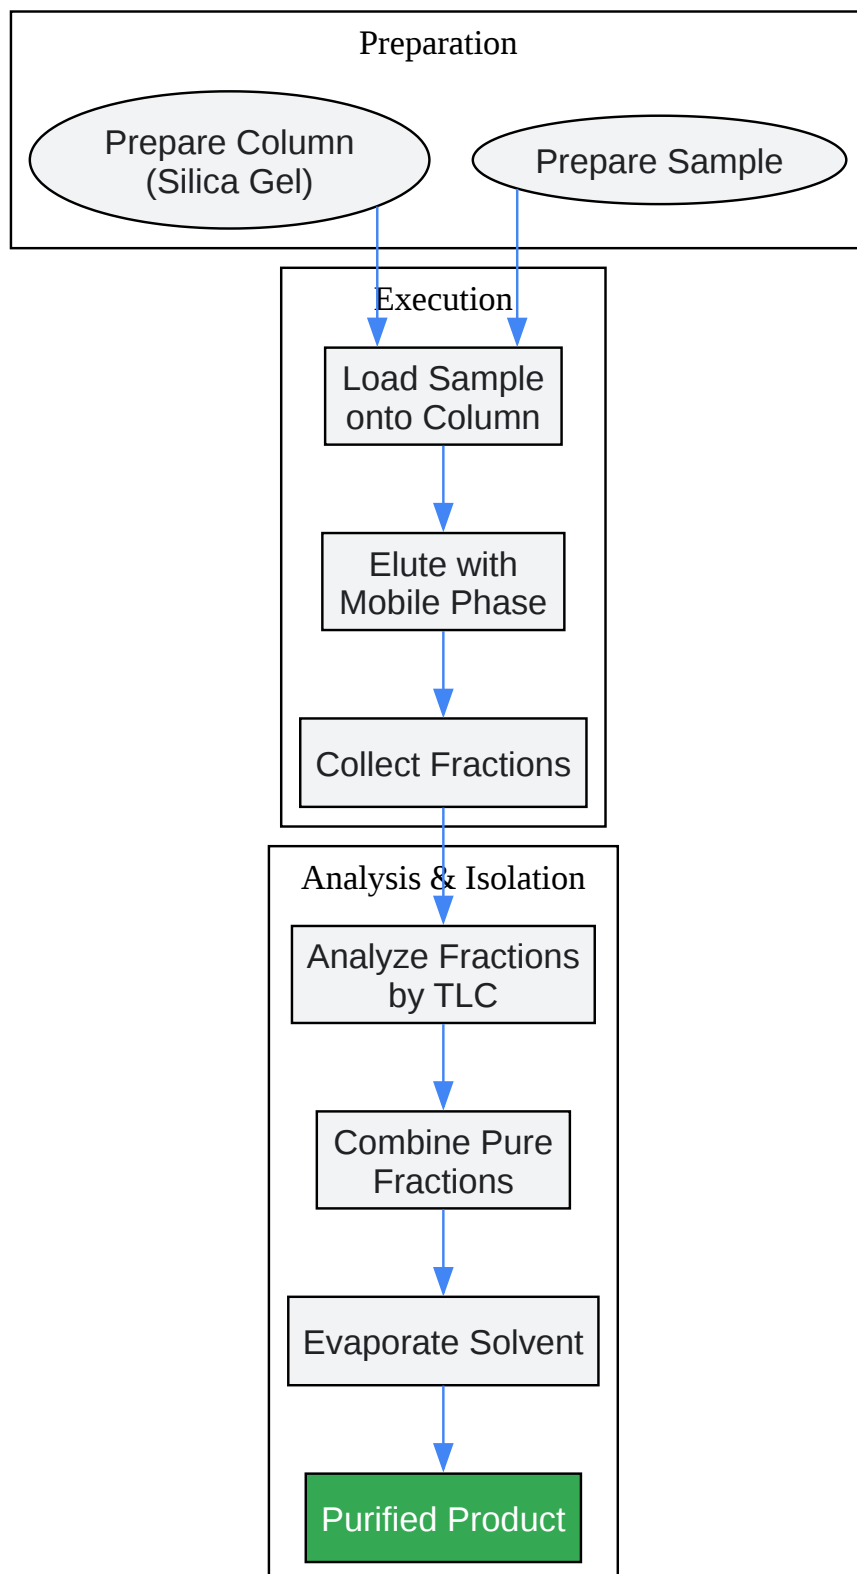 Preparation
Prepare Column
(Silica Gel)
Prepare Sample
Execution
Load Sample
onto Column
Elute with
Mobile Phase
Collect Fractions
Analysis & Isolation
Analyze Fractions
by TLC
Combine Pure
Fractions
Evaporate Solvent
Purified Product